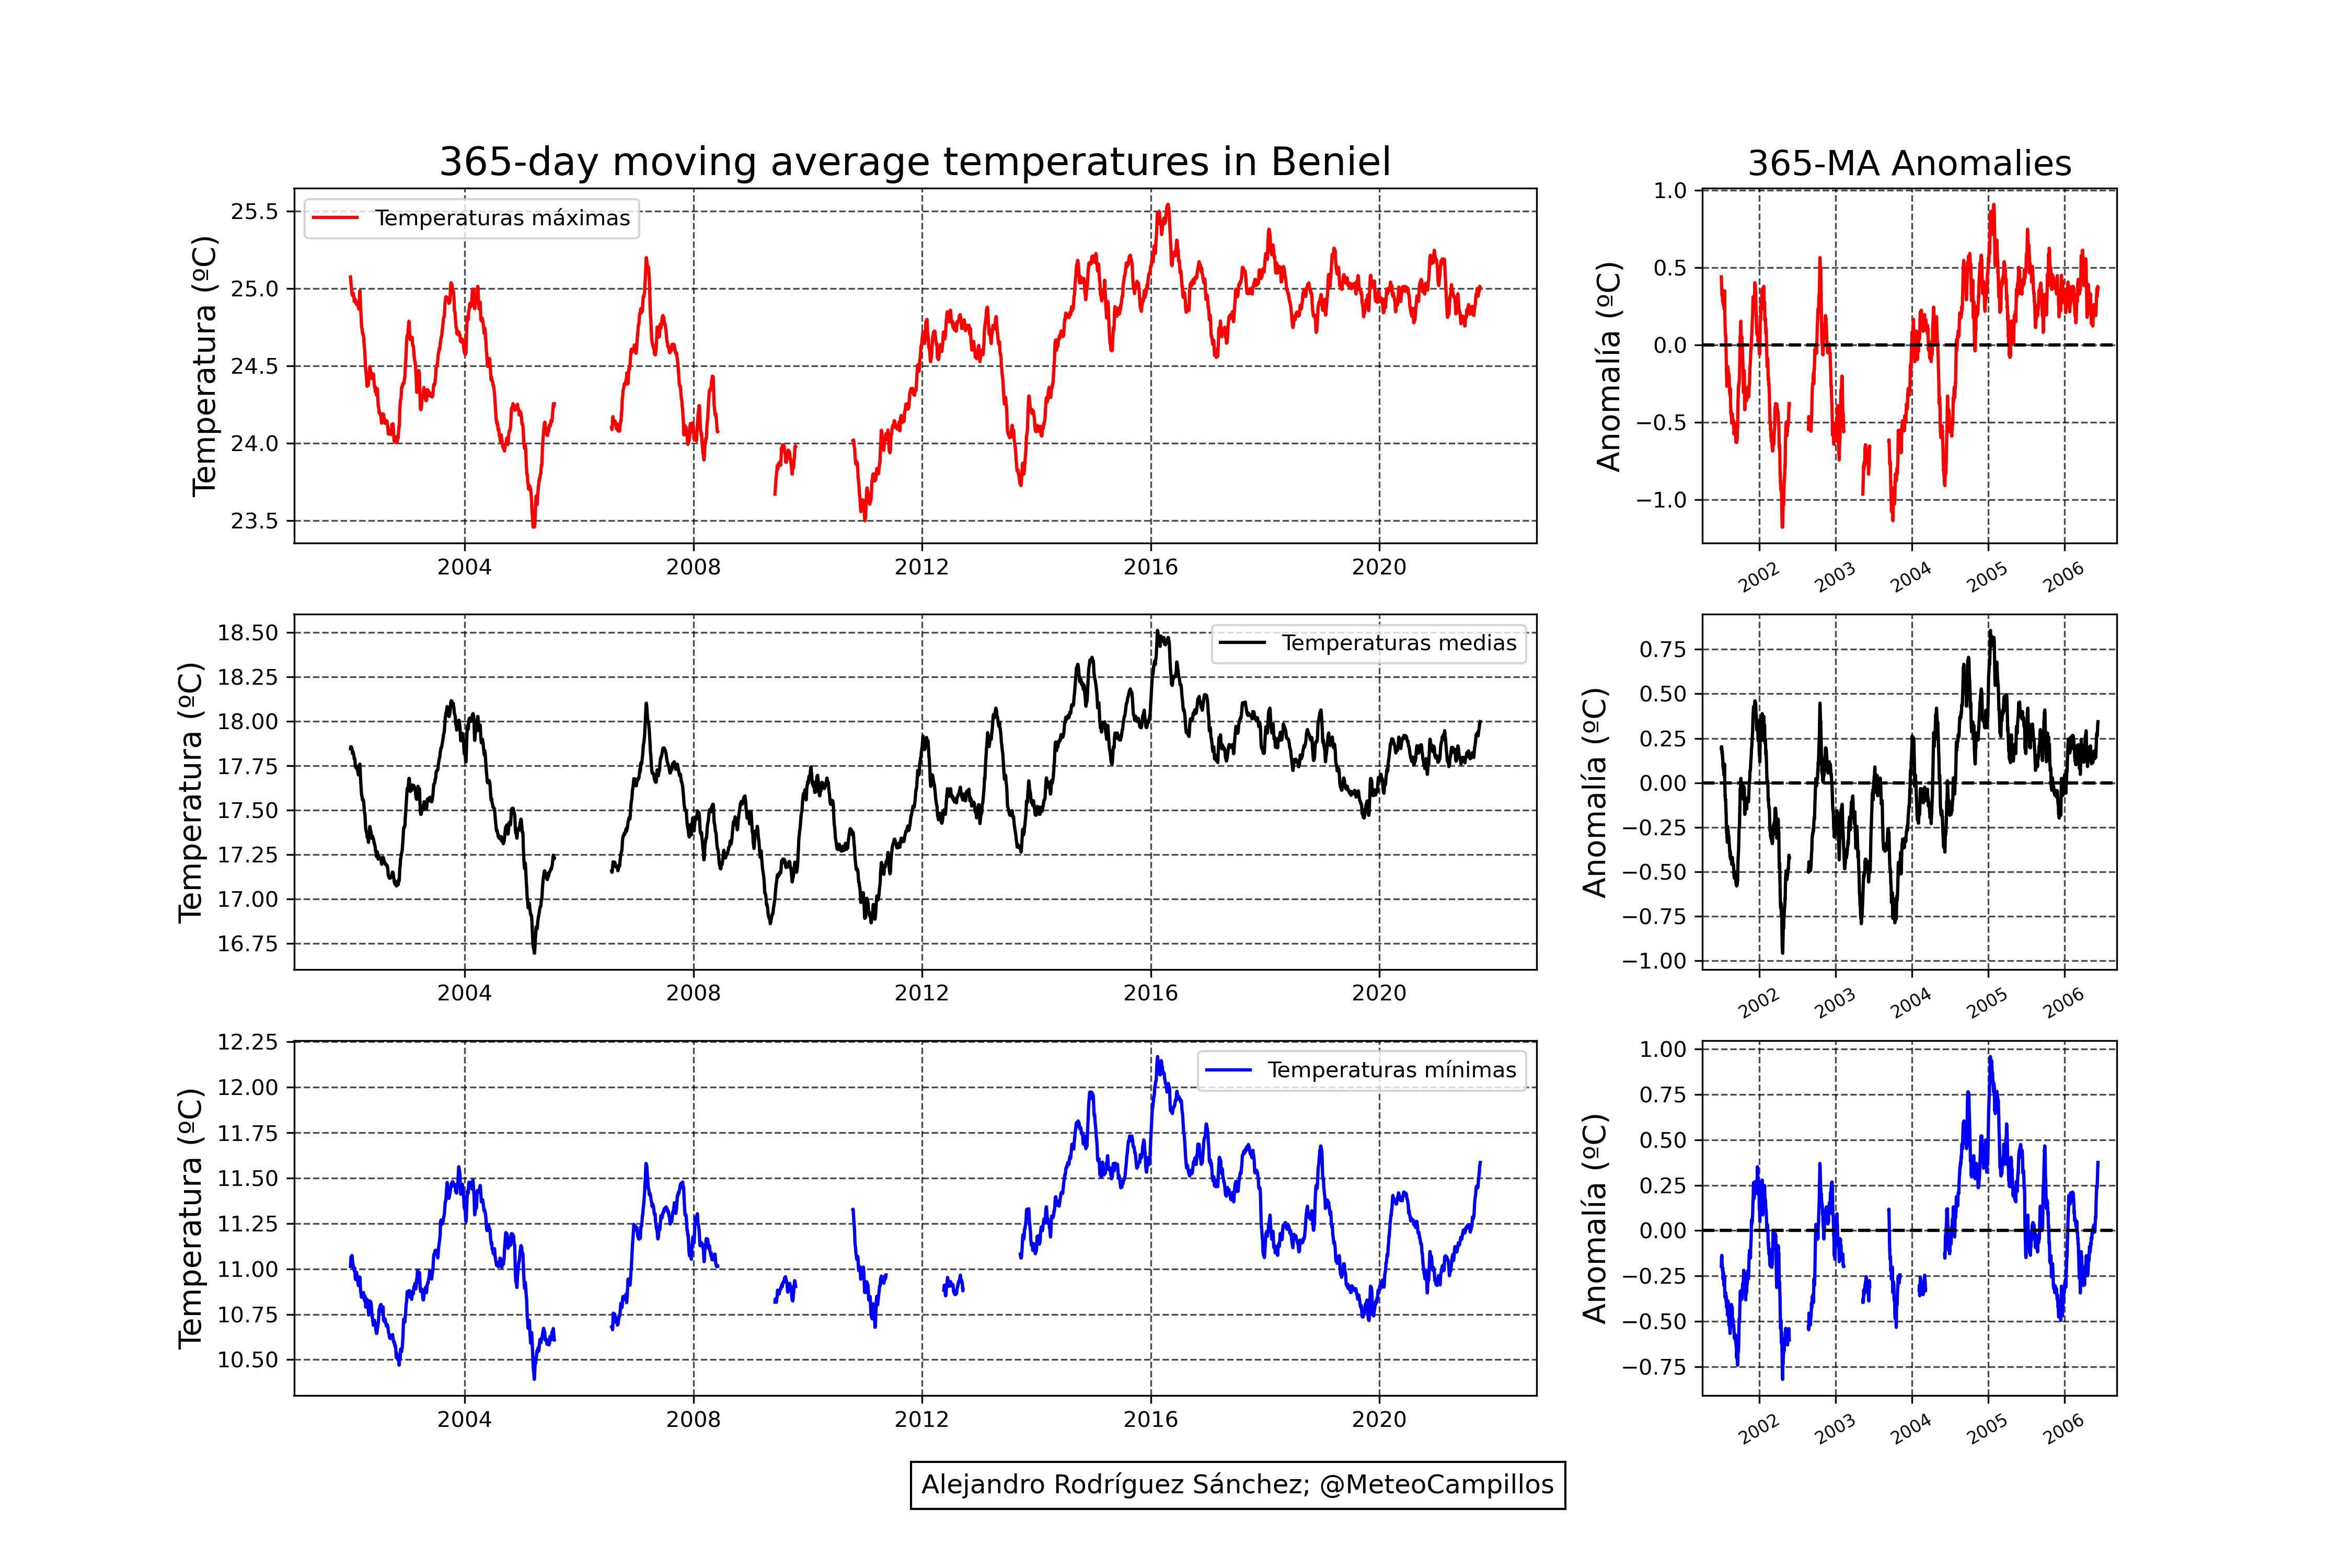 365-day moving average temperatures in Beniel
365-MA Anomalies
Temperatura (ºC)
25.5
25.0
24.5
24.0
23.5
Temperaturas máximas
2004 2008 2012 2016 2020
Anomalía (ºC)
1.0
0.5
0.0
−0.5
−1.0
2002 2003 2004 2005 2006
Temperatura (ºC)
18.50
18.25
18.00
17.75
17.50
17.25
17.00
16.75
Temperaturas medias
2004 2008 2012 2016 2020
Anomalía (ºC)
0.75
0.50
0.25
0.00
−0.25
−0.50
−0.75
−1.00
2002 2003 2004 2005 2006
Temperatura (ºC)
12.25
12.00
11.75
11.50
11.25
11.00
10.75
10.50
Temperaturas mínimas
2004 2008 2012 2016 2020
Anomalía (ºC)
1.00
0.75
0.50
0.25
0.00
−0.25
−0.50
−0.75
2002 2003 2004 2005 2006
Alejandro Rodríguez Sánchez; @MeteoCampillos